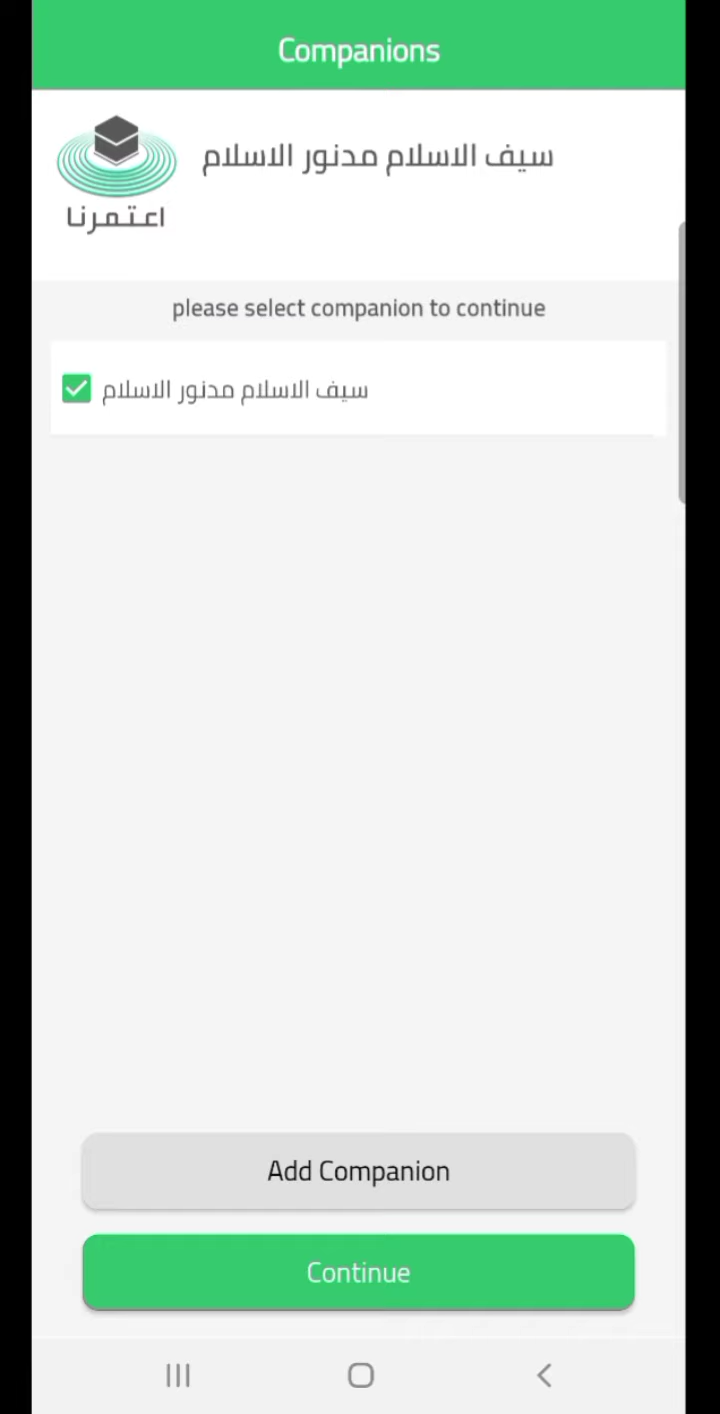 Companions
سيف الاسلام مدنور الاسلام
اعتمرنا
please select companion to continue
سيف الاسلام مدنور الاسلام
Add Companion
Continue